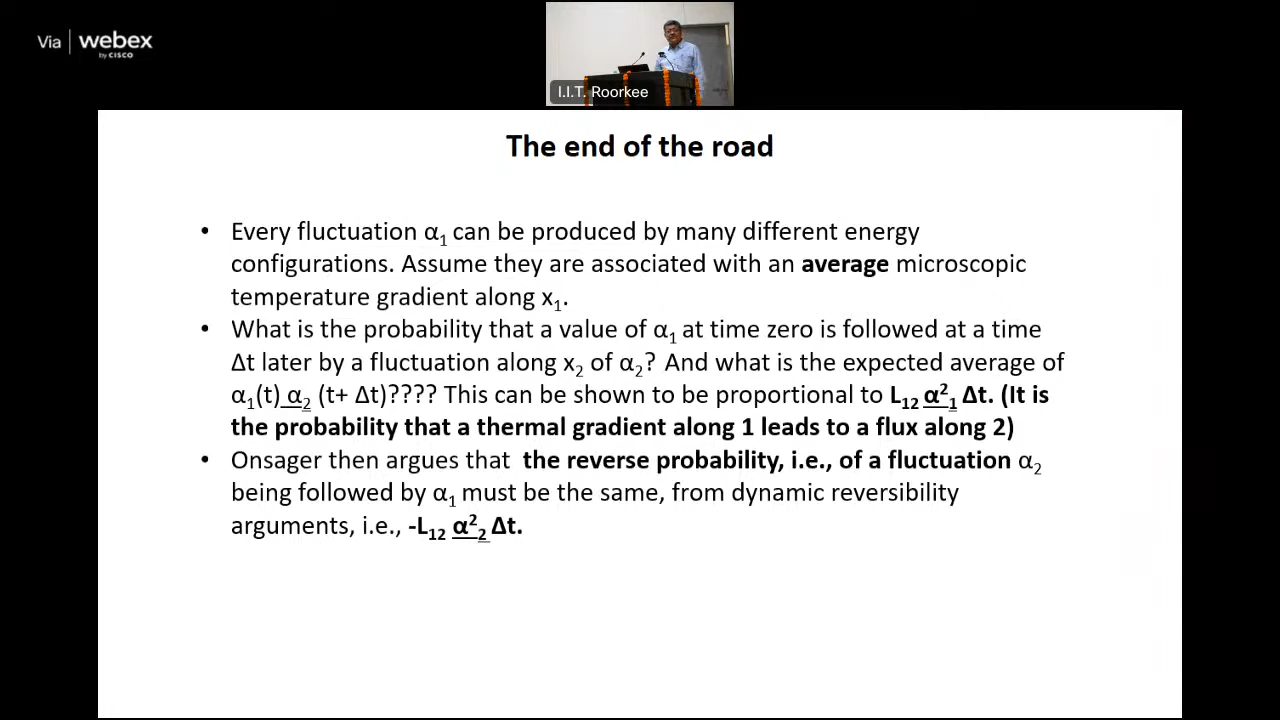 Via webex
by CISCO
I.I.T. Roorkee
The end of the road
• Every fluctuation α₁ can be produced by many different energy
configurations. Assume they are associated with an average microscopic
temperature gradient along x₁.
• What is the probability that a value of α₁ at time zero is followed at a time
Δt later by a fluctuation along x₂ of α₂? And what is the expected average of
α₁(t) α₂ (t+ Δt)???? This can be shown to be proportional to L₁₂ α²₁ Δt. (It is
the probability that a thermal gradient along 1 leads to a flux along 2)
• Onsager then argues that the reverse probability, i.e., of a fluctuation α₂
being followed by α₁ must be the same, from dynamic reversibility
arguments, i.e., -L₁₂ α²₂ Δt.